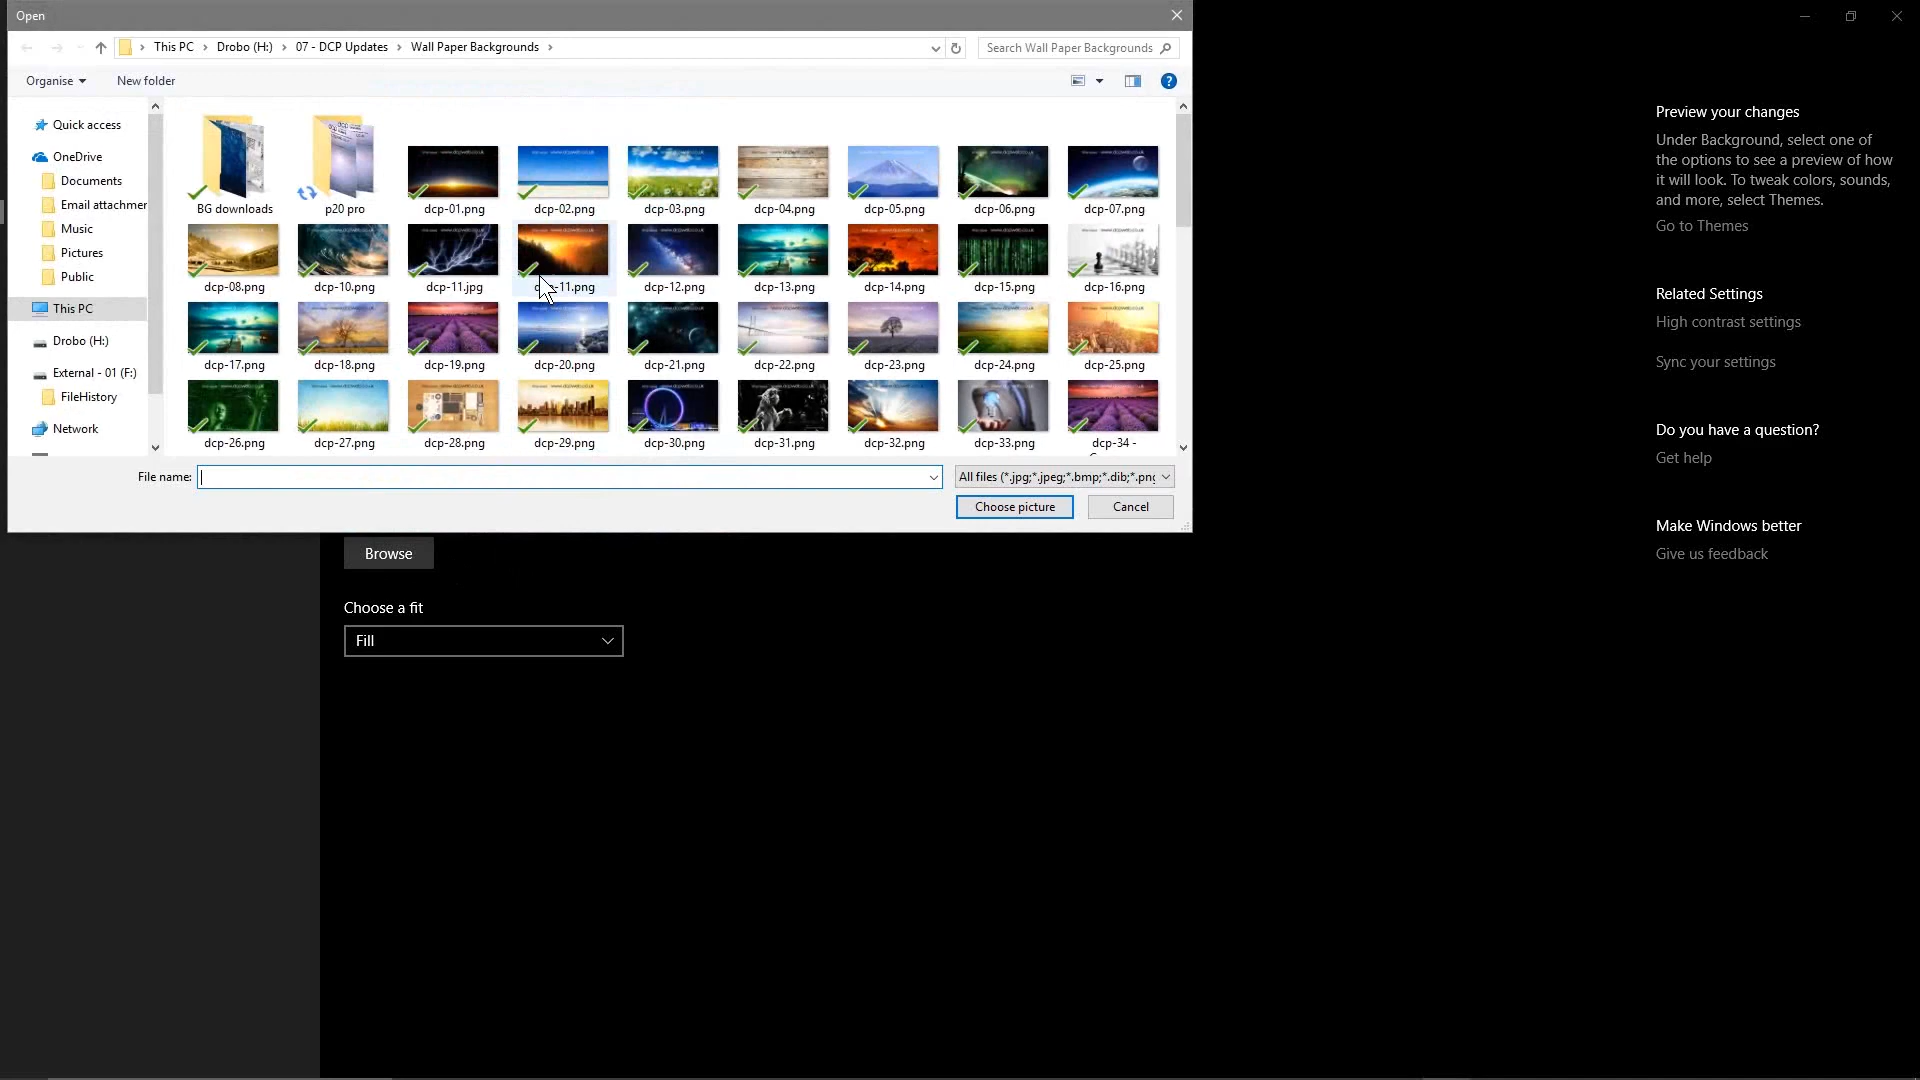 Open
This PC > Drobo (H:) > 07 - DCP Updates > Wall Paper Backgrounds >
Search Wall Paper Backgrounds
Organise
New folder
Quick access
OneDrive
Documents
Email attachmer
Music
Pictures
Public
This PC
Drobo (H:)
External - 01 (F:)
FileHistory
Network
BG downloads
p20 pro
dcp-01.png
dcp-02.png
dcp-03.png
dcp-04.png
dcp-05.png
dcp-06.png
dcp-07.png
dcp-08.png
dcp-10.png
dcp-11.jpg
-11.png
dcp-12.png
dcp-13.png
dcp-14.png
dcp-15.png
dcp-16.png
dcp-17.png
dcp-18.png
dcp-19.png
dcp-20.png
dcp-21.png
dcp-22.png
dcp-23.png
dcp-24.png
dcp-25.png
dcp-26.png
dcp-27.png
dcp-28.png
dcp-29.png
dcp-30.png
dcp-31.png
dcp-32.png
dcp-33.png
dcp-34 -
File name:
All files (*.jpg;*.jpeg;*.bmp;*.dib;*.png
Choose picture
Cancel
Browse
Choose a fit
Fill
Preview your changes
Under Background, select one of
the options to see a preview of how
it will look. To tweak colors, sounds,
and more, select Themes.
Go to Themes
Related Settings
High contrast settings
Sync your settings
Do you have a question?
Get help
Make Windows better
Give us feedback